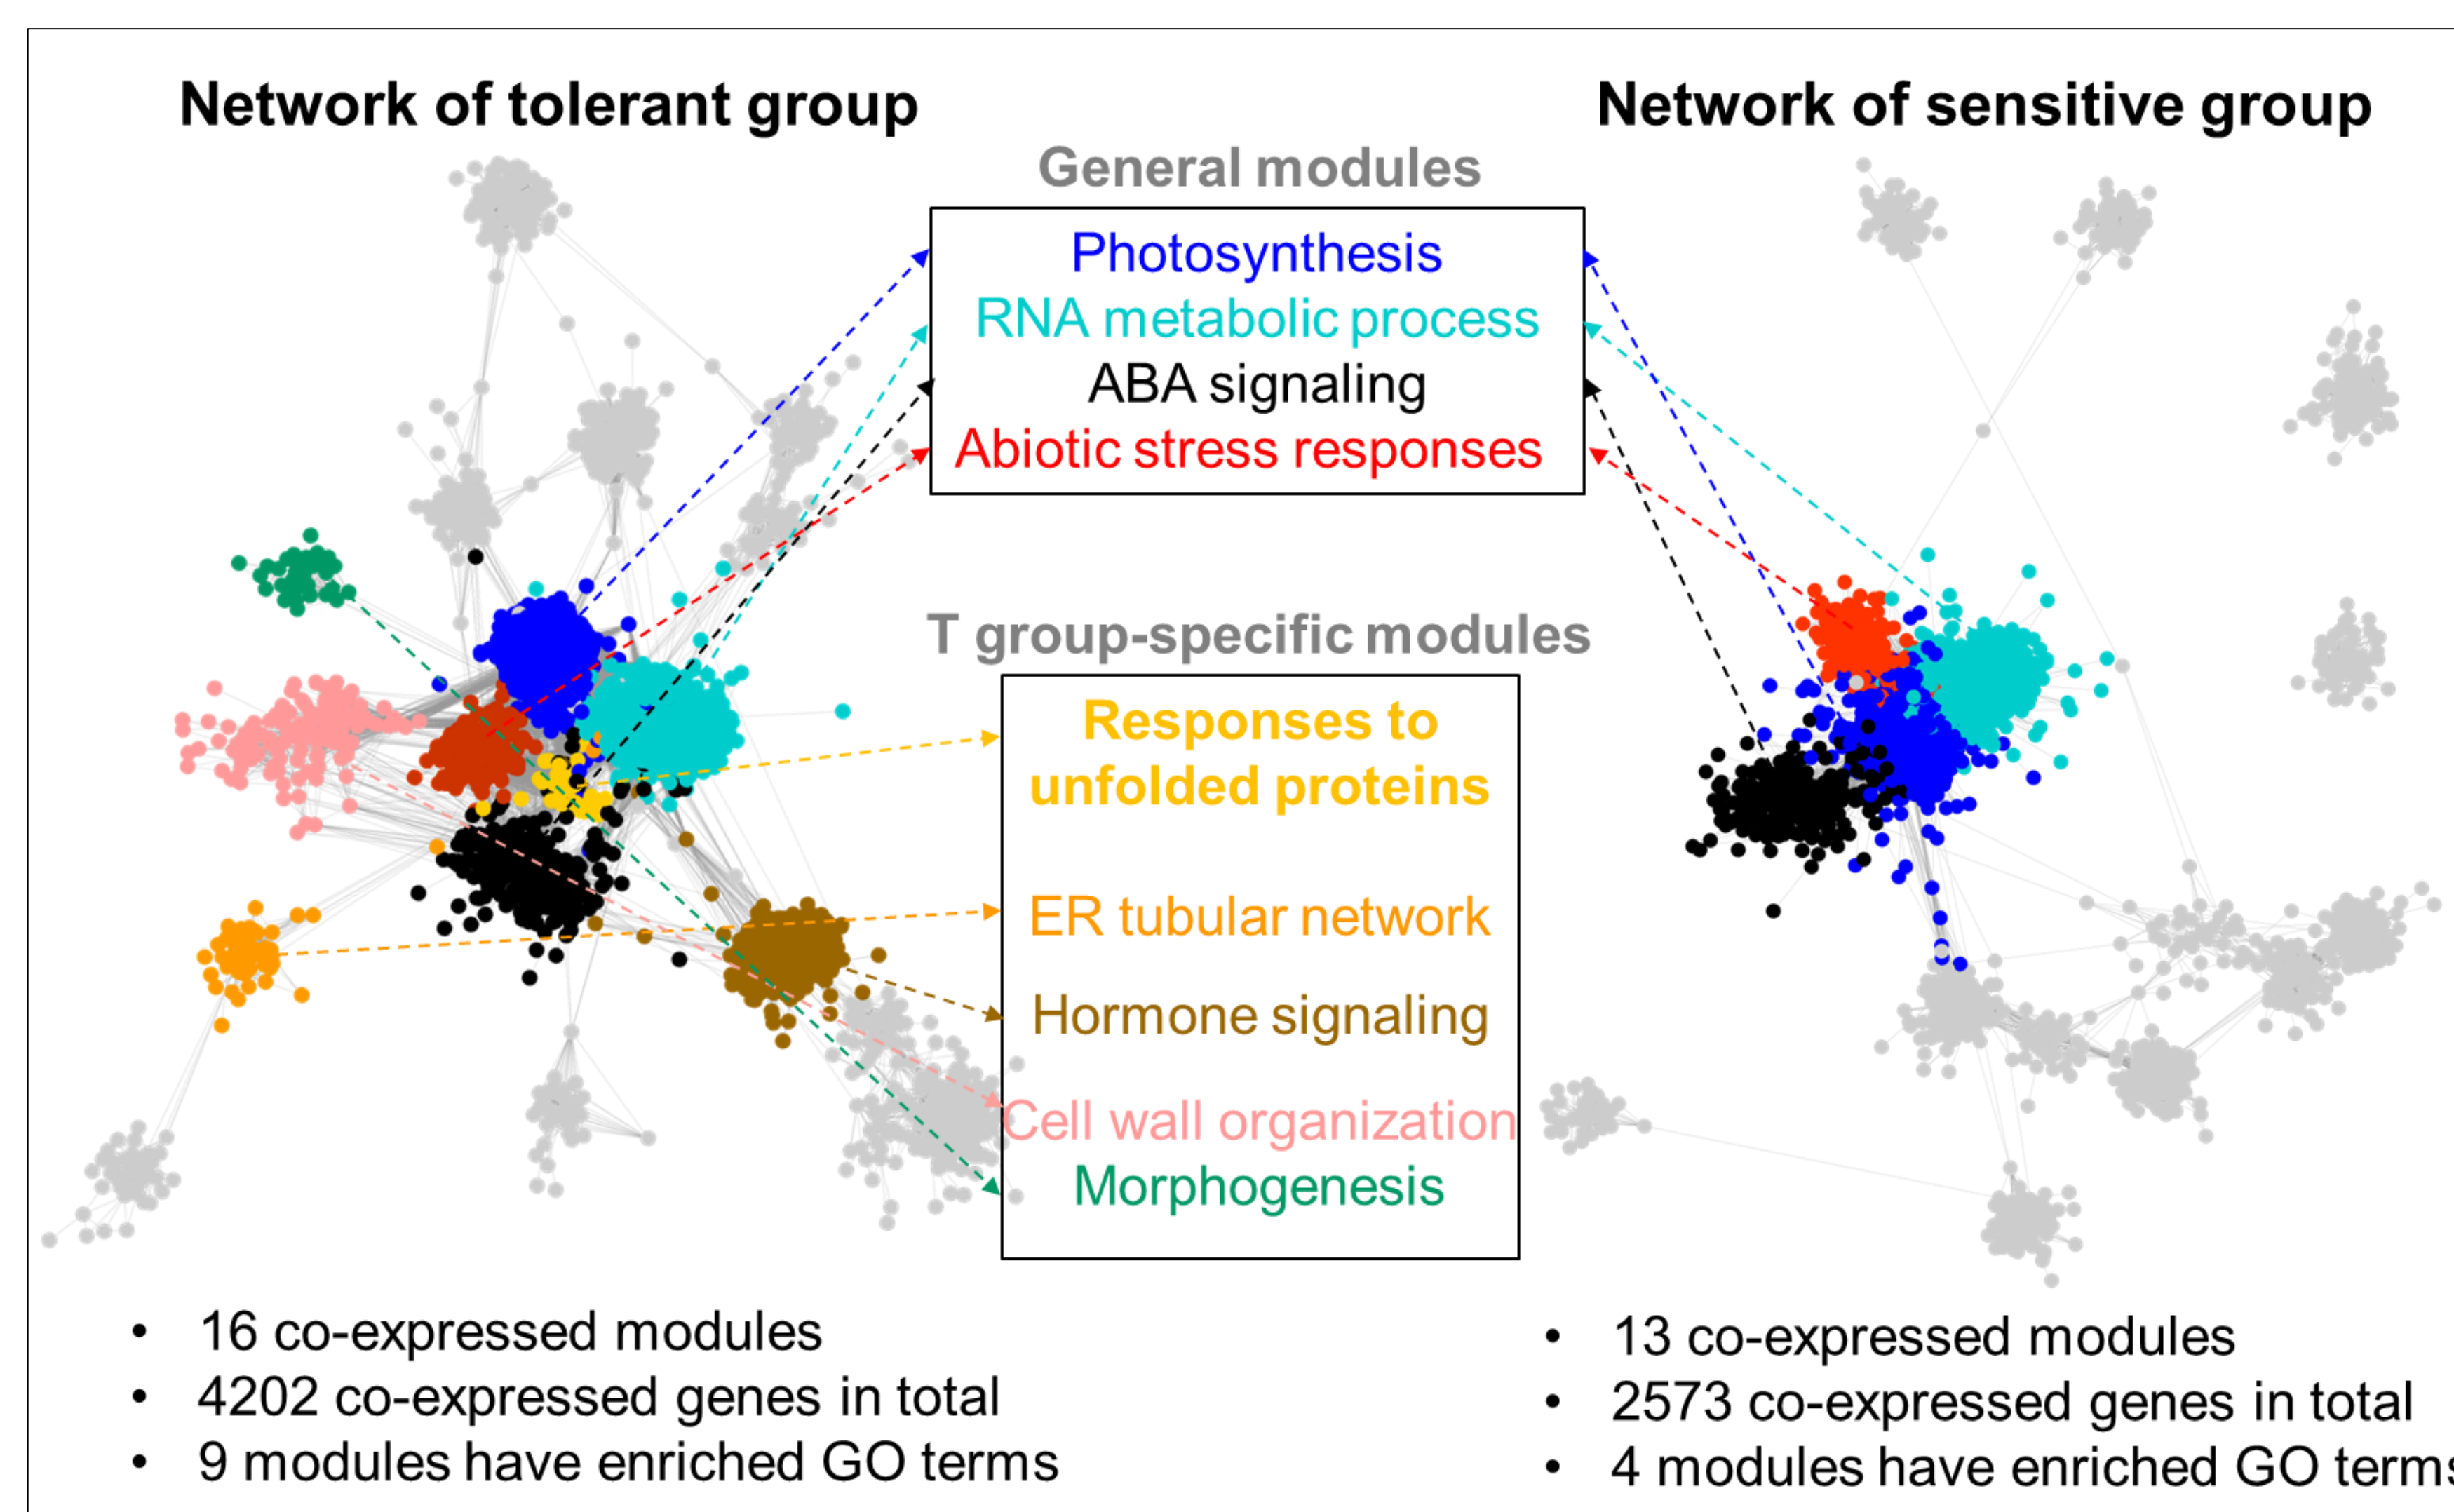 Network of tolerant group
Network of sensitive group
General modules
Photosynthesis
RNA metabolic process
ABA signaling
Abiotic stress responses
T group-specific modules
Responses to
unfolded proteins
ER tubular network
Hormone signaling
Cell wall organization
Morphogenesis
• 16 co-expressed modules
• 4202 co-expressed genes in total
• 9 modules have enriched GO terms
• 13 co-expressed modules
• 2573 co-expressed genes in total
• 4 modules have enriched GO terms